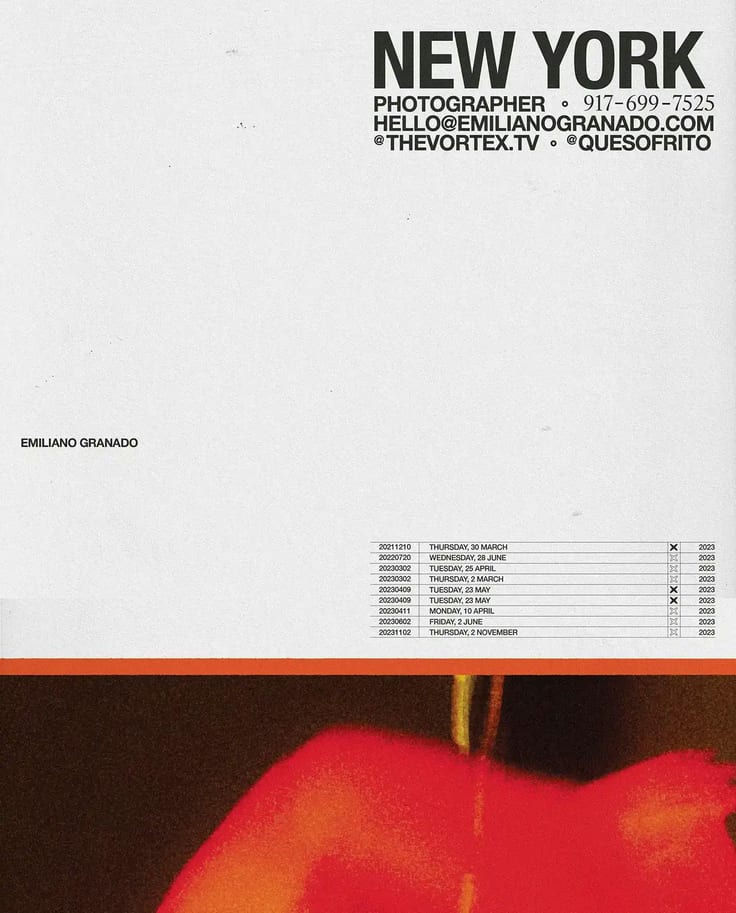 NEW YORK
PHOTOGRAPHER ∘ 917-699-7525
HELLO@EMILIANOGRANADO.COM
@THEVORTEX.TV ∘ @QUESOFRITO
EMILIANO GRANADO
20211210 THURSDAY, 30 MARCH X 2023
20220720 WEDNESDAY, 28 JUNE X 2023
20230302 TUESDAY, 25 APRIL X 2023
20230302 THURSDAY, 2 MARCH X 2023
20230409 TUESDAY, 23 MAY X 2023
20230409 TUESDAY, 23 MAY X 2023
20230411 MONDAY, 10 APRIL X 2023
20230602 FRIDAY, 2 JUNE X 2023
20231102 THURSDAY, 2 NOVEMBER X 2023